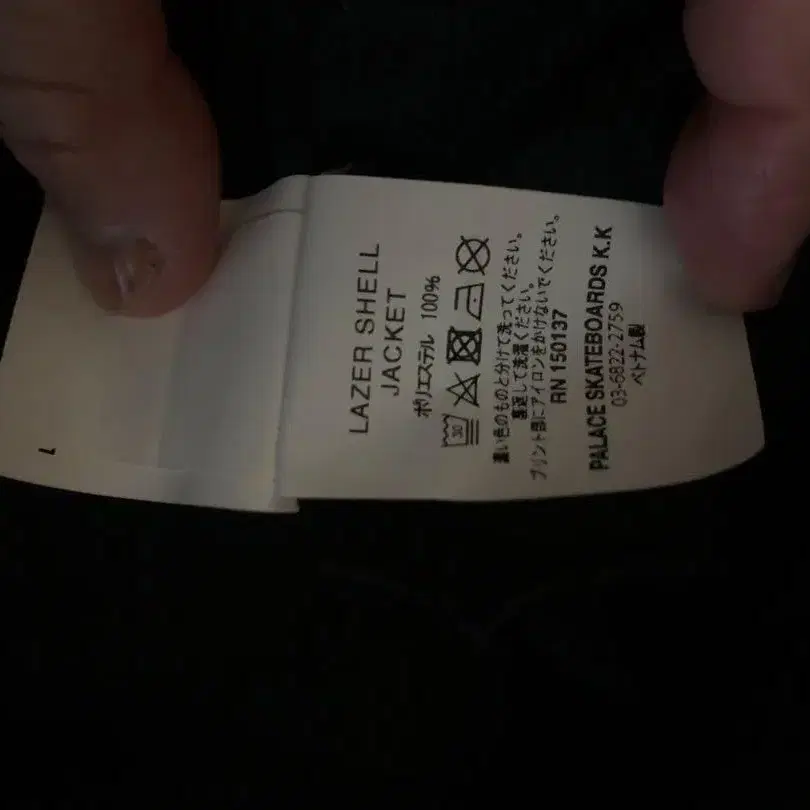 LAZER SHELL
JACKET
ポリエステル 100%
30
濃い色のものと分けて洗ってください。
裏返して洗濯ください。
プリント部にアイロンをかけないでください。
RN 150137
PALACE SKATEBOARDS K.K
03-6822-2759
ベトナム製
L